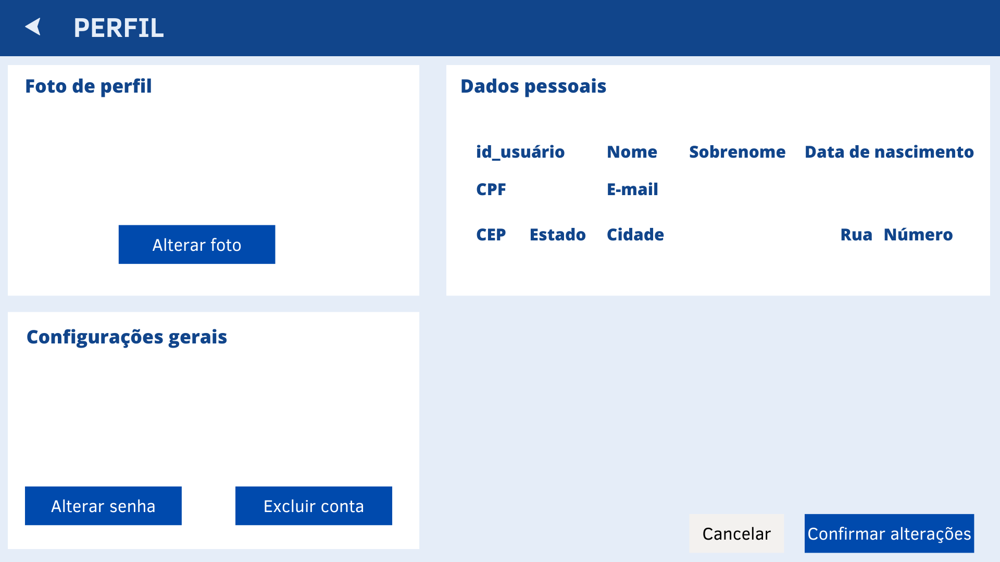 PERFIL
Foto de perfil
Alterar foto
Dados pessoais
id_usuário Nome Sobrenome Data de nascimento
CPF E-mail
CEP Estado Cidade Rua Número
Configurações gerais
Alterar senha Excluir conta
Cancelar Confirmar alterações